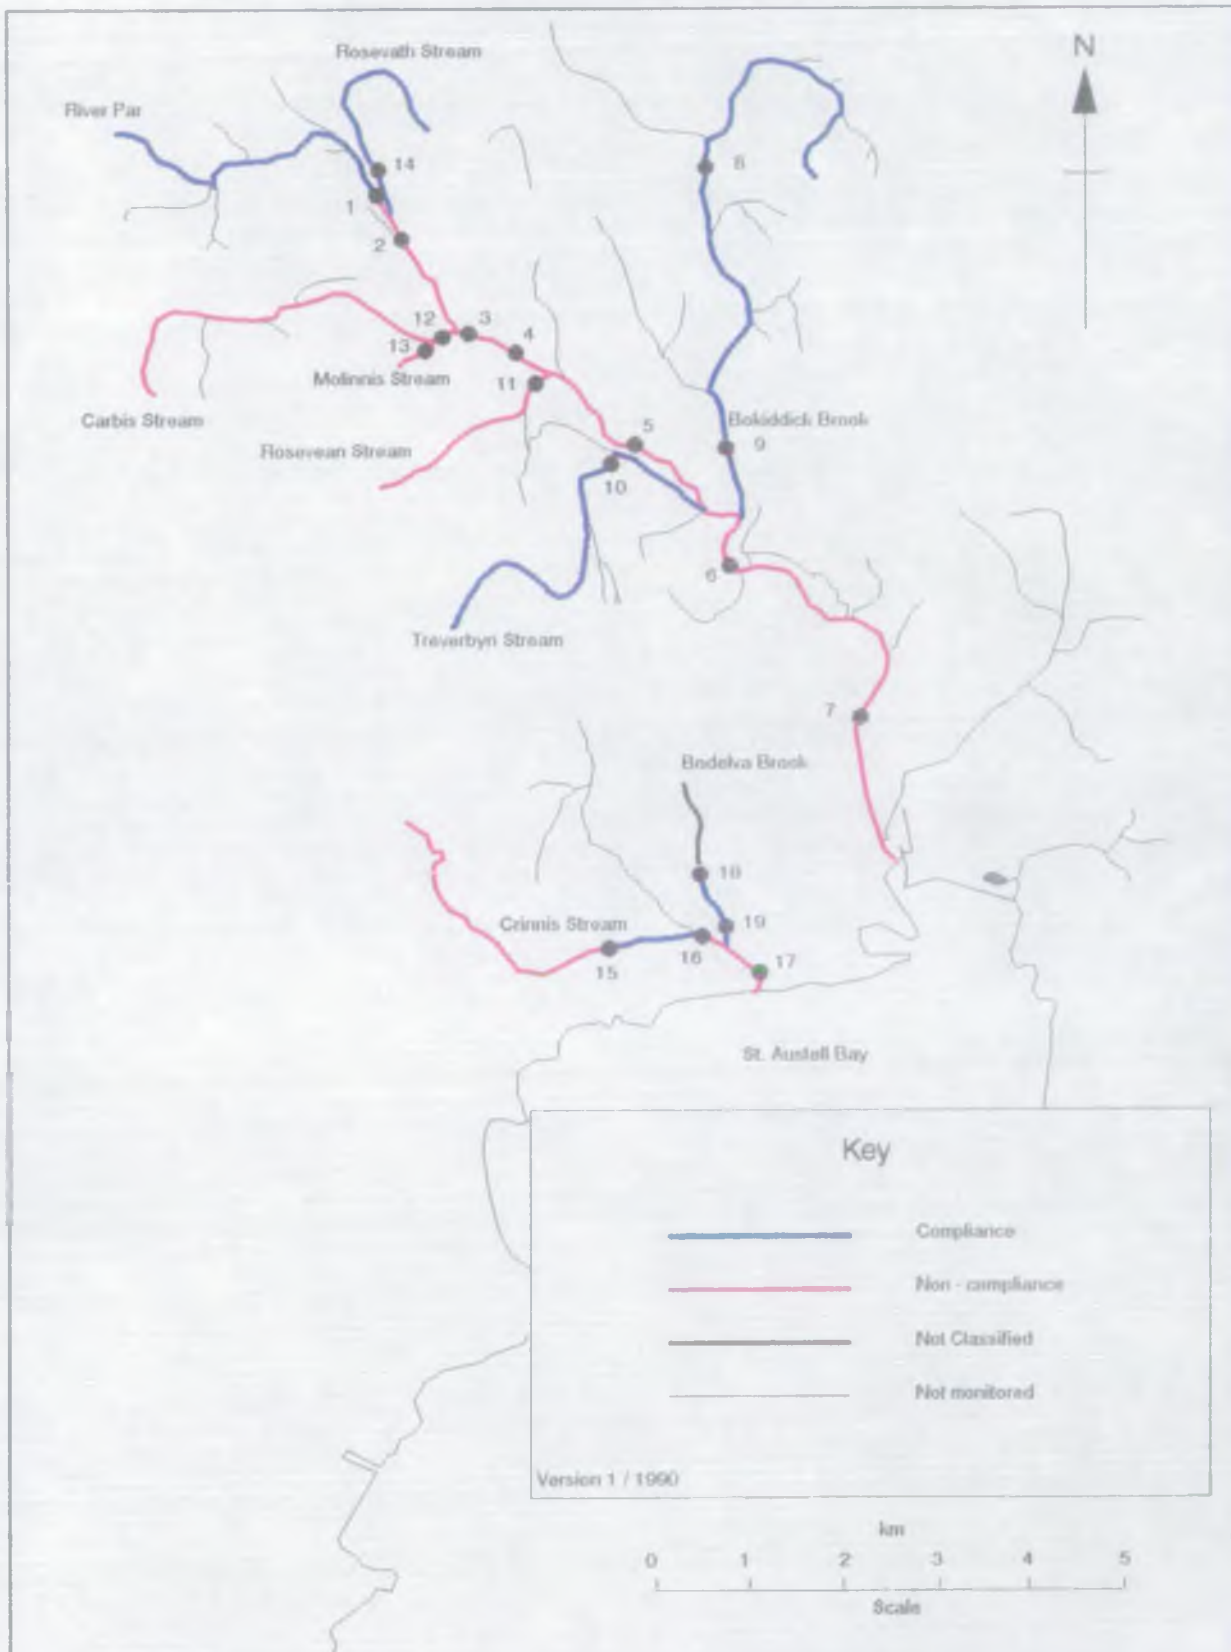 Rosevath Stream
N
River Par
14
8
1
2
12
3
4
13
Molinnis Stream
11
Carbis Stream
5
Bokiddick Brook
9
Rosevean Stream
10
6
Treverbyn Stream
7
Bodelva Brook
18
Crinnis Stream
19
16
17
15
St. Austell Bay
Key
Compliance
Non - compliance
Not Classified
Not monitored
Version 1 / 1990
km
0 1 2 3 4 5
Scale